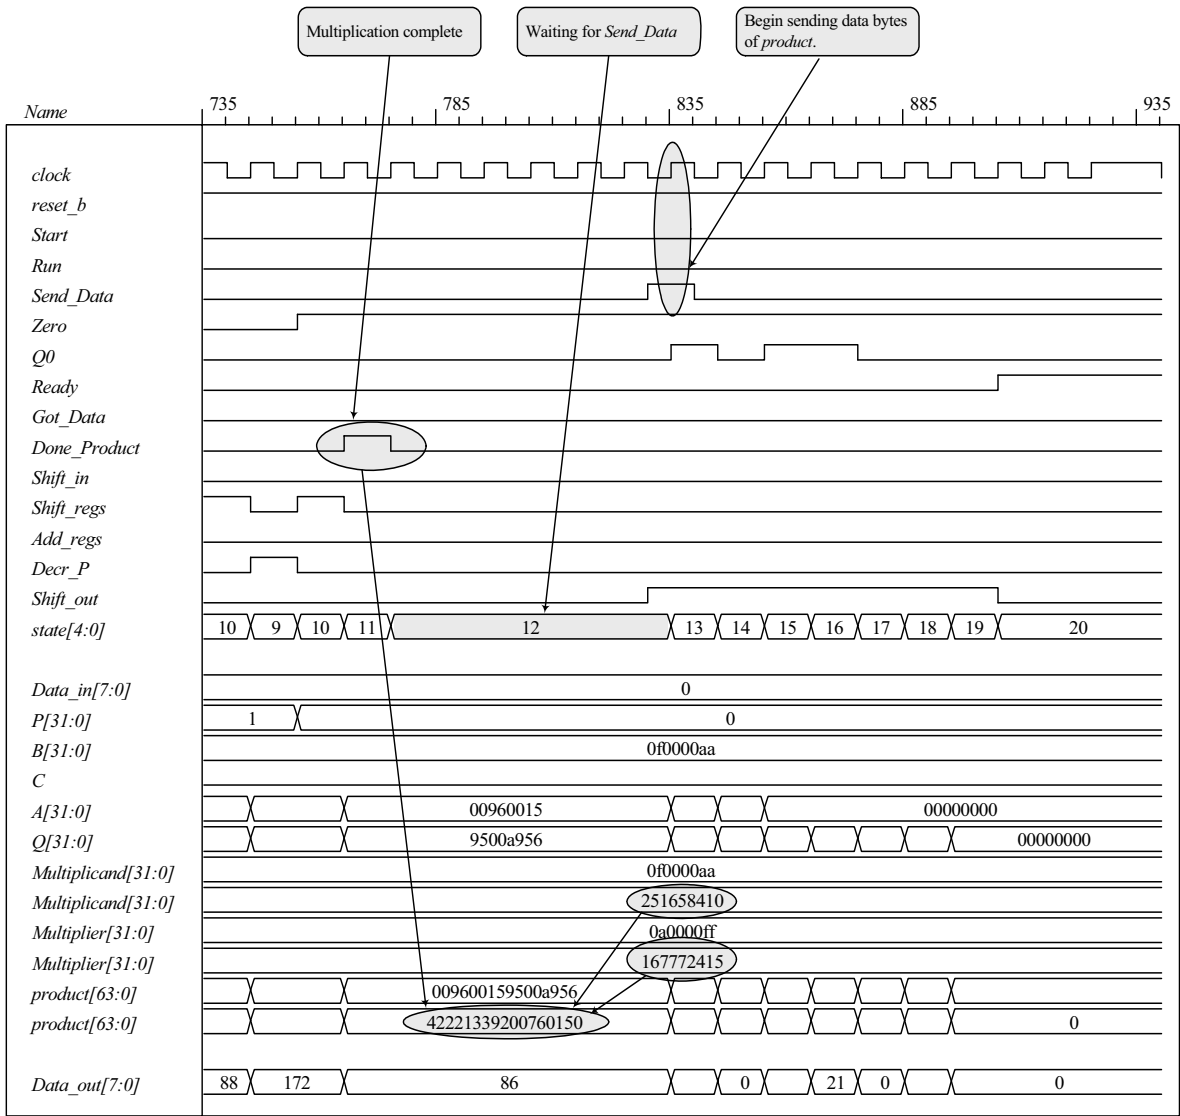 Multiplication complete
Waiting for Send_Data
Begin sending data bytes
of product.
Name 735 785 835 885 935
clock
reset_b
Start
Run
Send_Data
Zero
Q0
Ready
Got_Data
Done_Product
Shift_in
Shift_regs
Add_regs
Decr_P
Shift_out
state[4:0] 10 9 10 11 12 13 14 15 16 17 18 19 20
Data_in[7:0] 0
P[31:0] 1 0
B[31:0] 0f0000aa
C
A[31:0] 00960015 00000000
Q[31:0] 9500a956 00000000
Multiplicand[31:0] 0f0000aa
Multiplicand[31:0] 251658410
Multiplier[31:0] 0a0000ff
Multiplier[31:0] 167772415
product[63:0] 009600159500a956
product[63:0] 42221339200760150 0
Data_out[7:0] 88 172 86 0 21 0 0